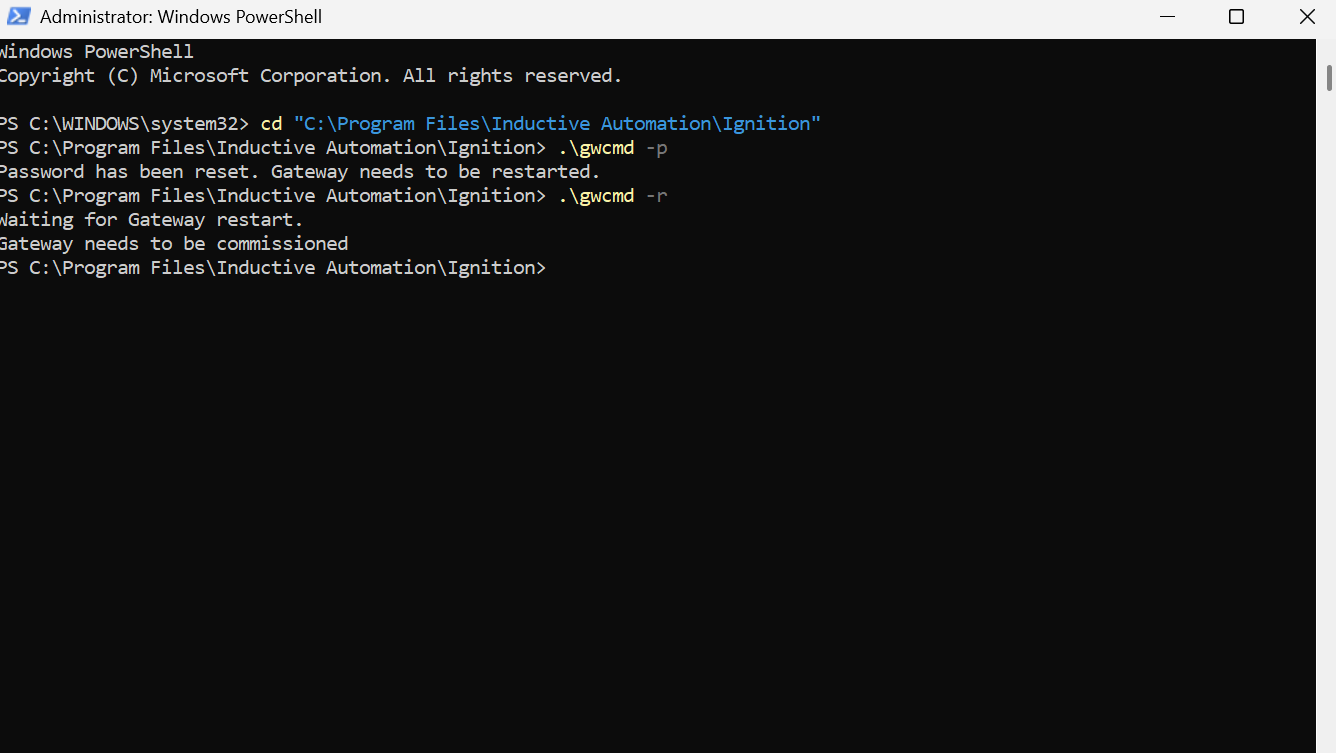 Administrator: Windows PowerShell
Windows PowerShell
Copyright (C) Microsoft Corporation. All rights reserved.
PS C:\WINDOWS\system32> cd "C:\Program Files\Inductive Automation\Ignition"
PS C:\Program Files\Inductive Automation\Ignition> .\gwcmd -p
Password has been reset. Gateway needs to be restarted.
PS C:\Program Files\Inductive Automation\Ignition> .\gwcmd -r
Waiting for Gateway restart.
Gateway needs to be commissioned
PS C:\Program Files\Inductive Automation\Ignition>